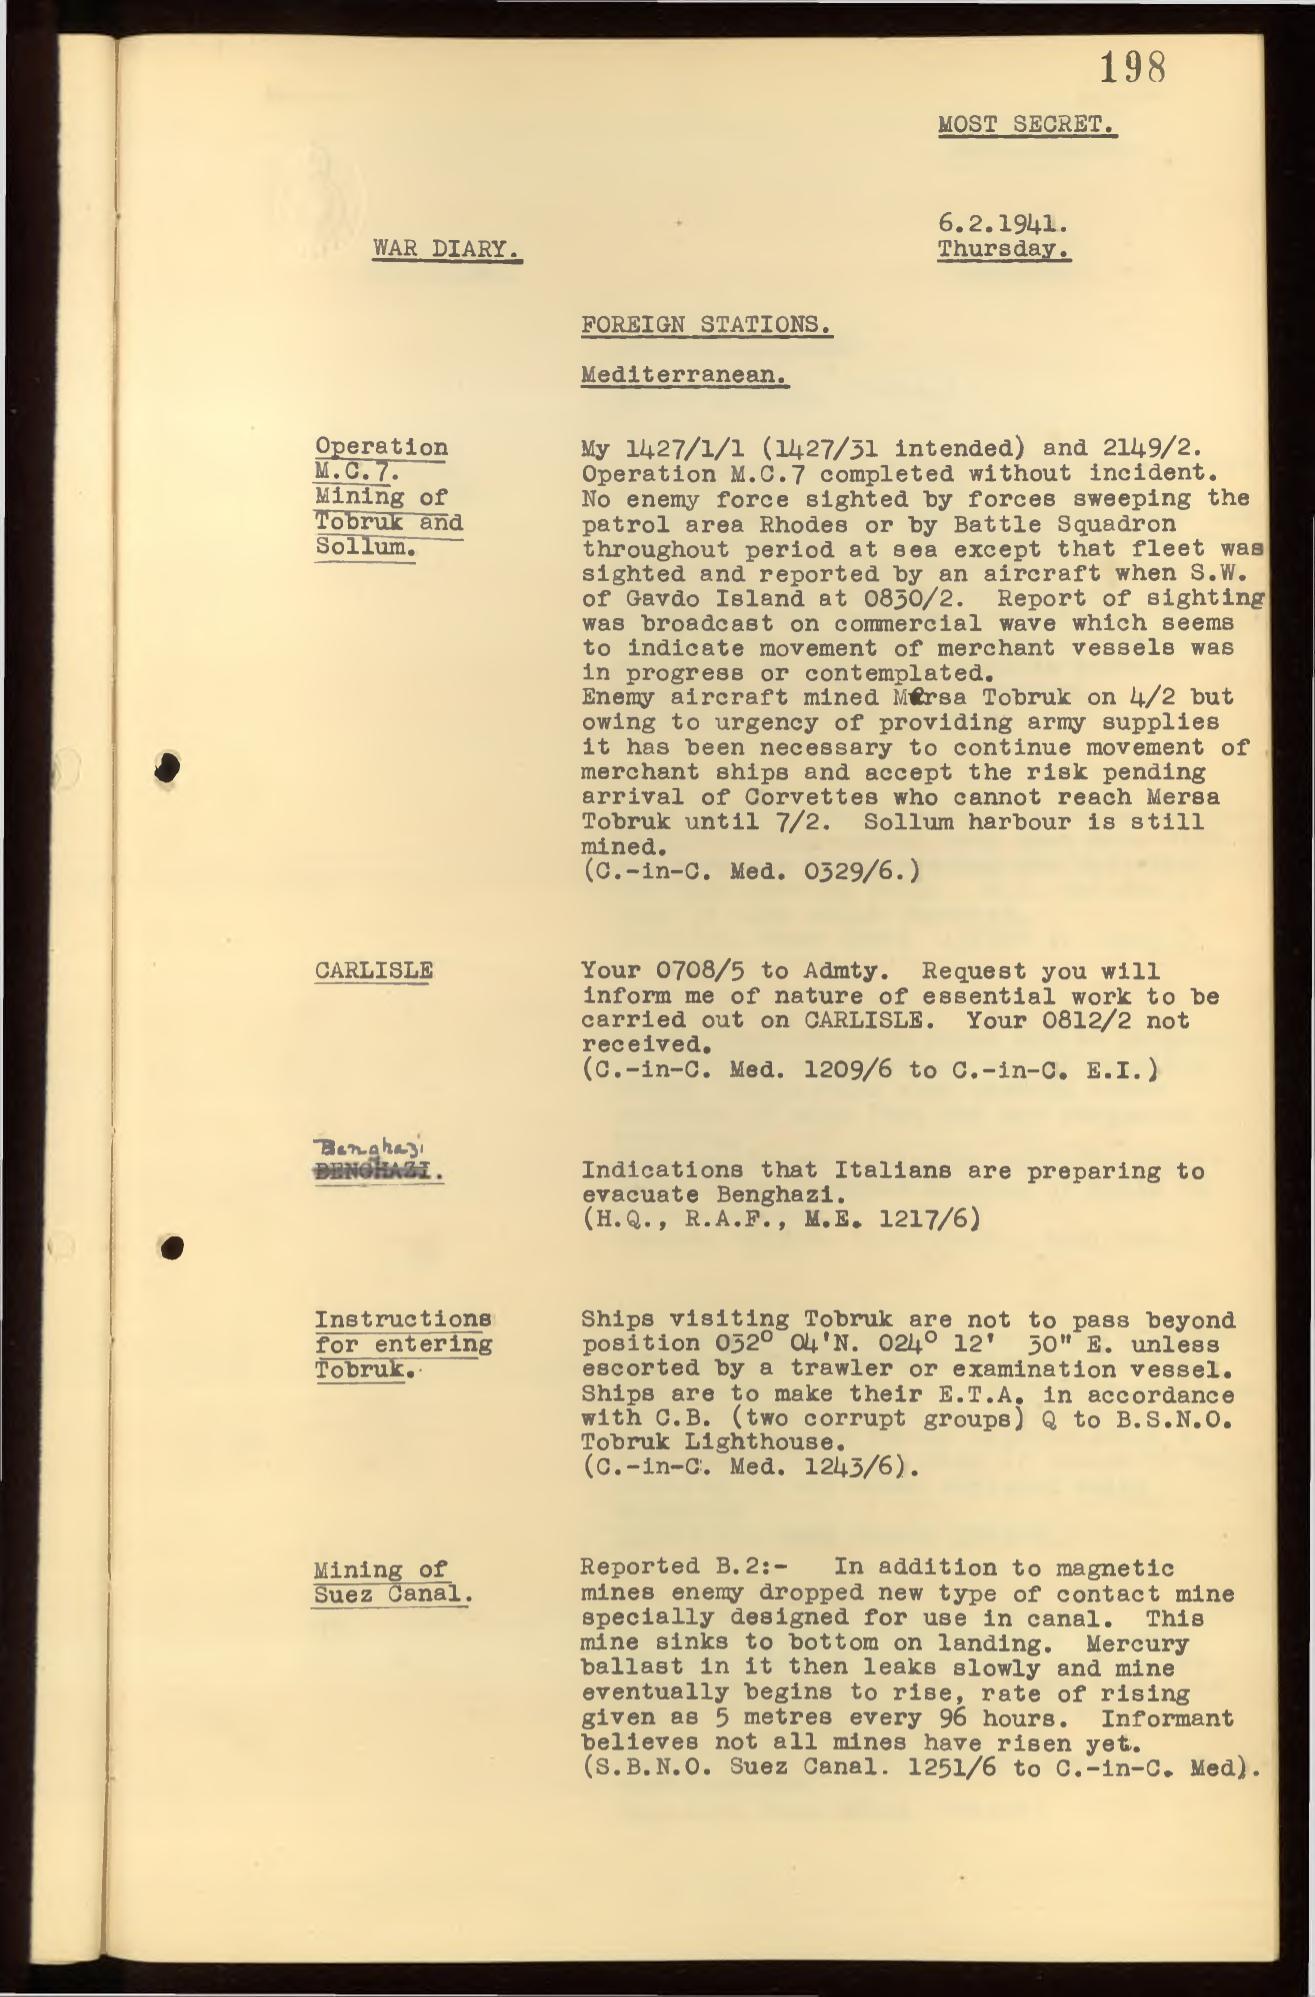 198
MOST SECRET.
6.2.1941.
WAR DIARY.
Thursday.
FOREIGN STATIONS.
Mediterranean.
Operation
M.C.7.
Mining of
Tobruk and
Sollum.
My 1427/1/1 (1427/31 intended) and 2149/2.
Operation M.C.7 completed without incident.
No enemy force sighted by forces sweeping the
patrol area Rhodes or by Battle Squadron
throughout period at sea except that fleet was
sighted and reported by an aircraft when S.W.
of Gavdo Island at 0830/2. Report of sighting
was broadcast on commercial wave which seems
to indicate movement of merchant vessels was
in progress or contemplated.
Enemy aircraft mined Mersa Tobruk on 4/2 but
owing to urgency of providing army supplies
it has been necessary to continue movement of
merchant ships and accept the risk pending
arrival of Corvettes who cannot reach Mersa
Tobruk until 7/2. Sollum harbour is still
mined.
(C.-in-C. Med. 0329/6.)
CARLISLE
Your 0708/5 to Admty. Request you will
inform me of nature of essential work to be
carried out on CARLISLE. Your 0812/2 not
received.
(C.-in-C. Med. 1209/6 to C.-in-C. E.I.)
Benghazi
BENGHAZI.
Indications that Italians are preparing to
evacuate Benghazi.
(H.Q., R.A.F., M.E. 1217/6)
Instructions
for entering
Tobruk.
Ships visiting Tobruk are not to pass beyond
position 032° 04'N. 024° 12' 30" E. unless
escorted by a trawler or examination vessel.
Ships are to make their E.T.A. in accordance
with C.B. (two corrupt groups) Q to B.S.N.O.
Tobruk Lighthouse.
(C.-in-C. Med. 1243/6).
Mining of
Suez Canal.
Reported B.2:- In addition to magnetic
mines enemy dropped new type of contact mine
specially designed for use in canal. This
mine sinks to bottom on landing. Mercury
ballast in it then leaks slowly and mine
eventually begins to rise, rate of rising
given as 5 metres every 96 hours. Informant
believes not all mines have risen yet.
(S.B.N.O. Suez Canal. 1251/6 to C.-in-C. Med).